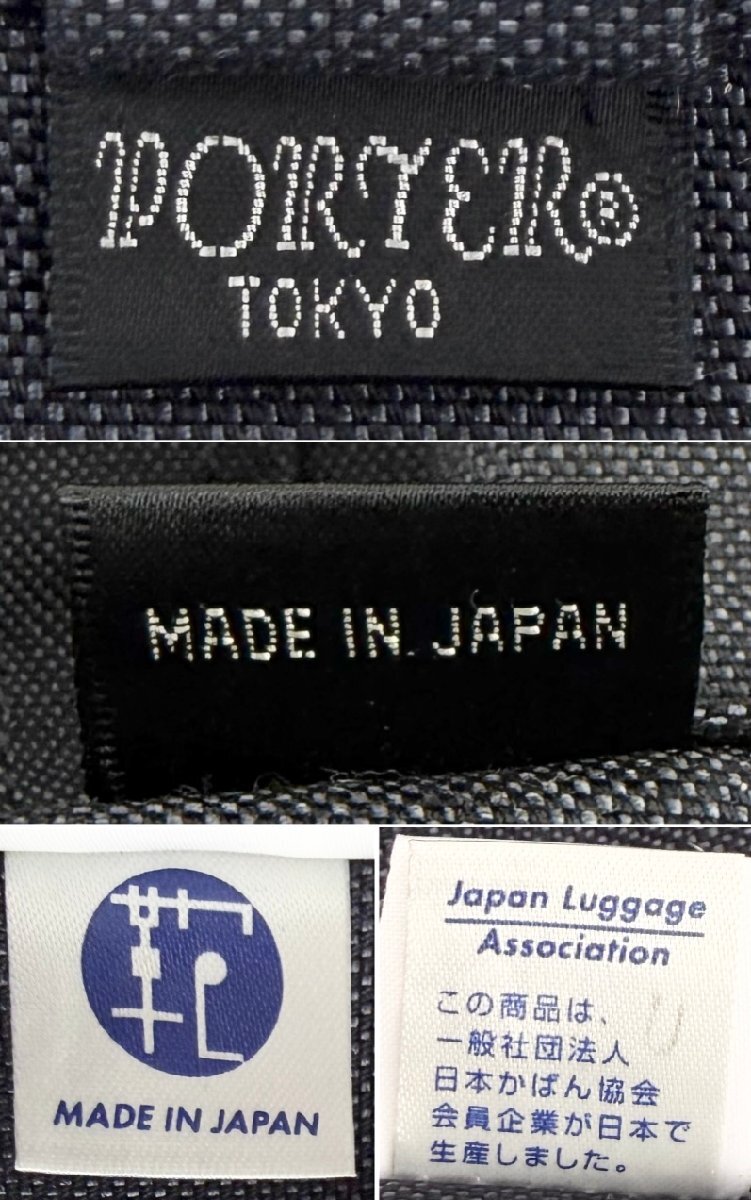 PORTER®
TOKYO
MADE IN JAPAN
MADE IN JAPAN
Japan Luggage
Association
この商品は、
一般社団法人
日本かばん協会
会員企業が日本で
生産しました。